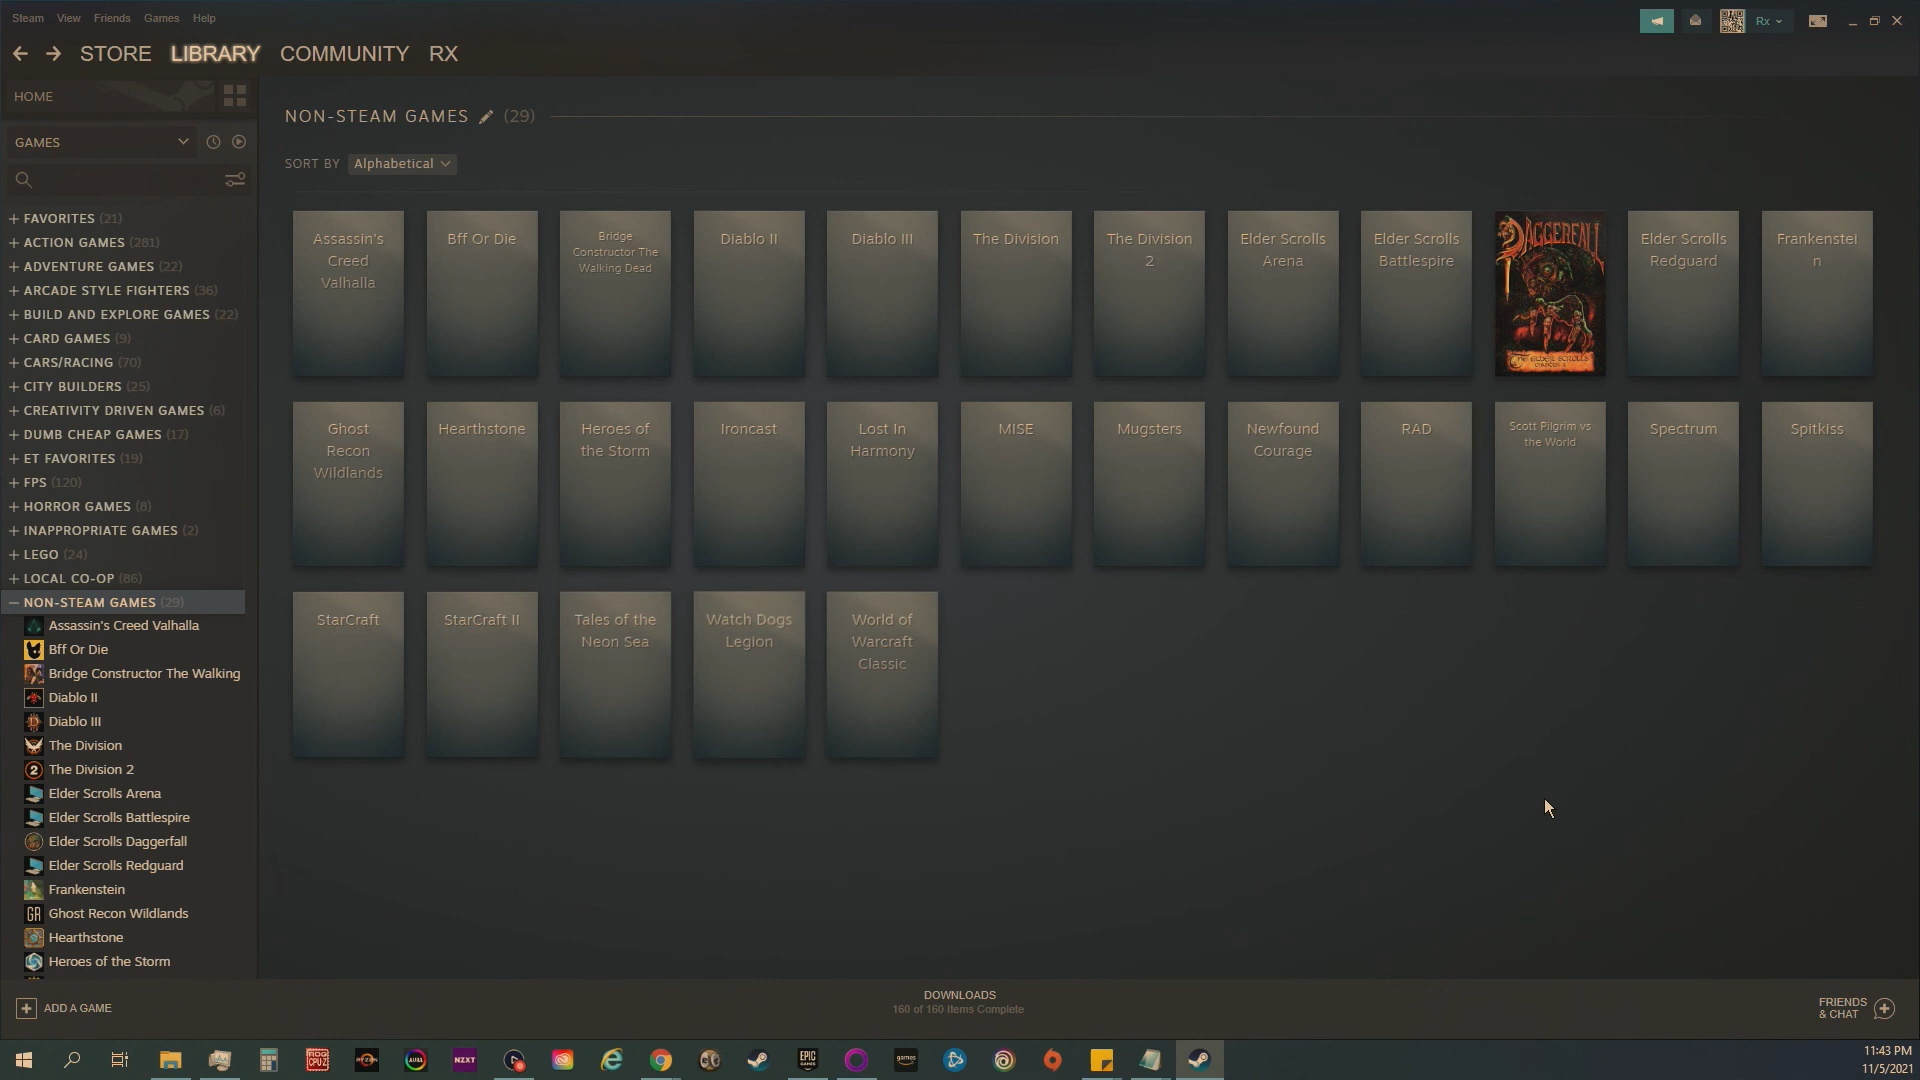 Steam View Friends Games Help
Rx
STORE LIBRARY COMMUNITY RX
HOME
GAMES
FAVORITES (21)
ACTION GAMES (281)
ADVENTURE GAMES (22)
ARCADE STYLE FIGHTERS (36)
BUILD AND EXPLORE GAMES (22)
CARD GAMES (9)
CARS/RACING (70)
CITY BUILDERS (25)
CREATIVITY DRIVEN GAMES (6)
DUMB CHEAP GAMES (17)
ET FAVORITES (19)
FPS (120)
HORROR GAMES (8)
INAPPROPRIATE GAMES (2)
LEGO (24)
LOCAL CO-OP (86)
NON-STEAM GAMES (29)
Assassin's Creed Valhalla
Bff Or Die
Bridge Constructor The Walking
Diablo II
Diablo III
The Division
The Division 2
Elder Scrolls Arena
Elder Scrolls Battlespire
Elder Scrolls Daggerfall
Elder Scrolls Redguard
Frankenstein
Ghost Recon Wildlands
Hearthstone
Heroes of the Storm
NON-STEAM GAMES (29)
SORT BY Alphabetical
Assassin's
Creed
Valhalla
Bff Or Die
Bridge
Constructor The
Walking Dead
Diablo II
Diablo III
The Division
The Division
2
Elder Scrolls
Arena
Elder Scrolls
Battlespire
DAGGERFALL
THE ELDER SCROLLS
Elder Scrolls
Redguard
Frankenstei
n
Ghost
Recon
Wildlands
Hearthstone
Heroes of
the Storm
Ironcast
Lost In
Harmony
MISE
Mugsters
Newfound
Courage
RAD
Scott Pilgrim vs
the World
Spectrum
Spitkiss
StarCraft
StarCraft II
Tales of the
Neon Sea
Watch Dogs
Legion
World of
Warcraft
Classic
ADD A GAME
DOWNLOADS
160 of 160 Items Complete
FRIENDS
& CHAT
NZXT
EPIC
GAMES
games
11:43 PM
11/5/2021